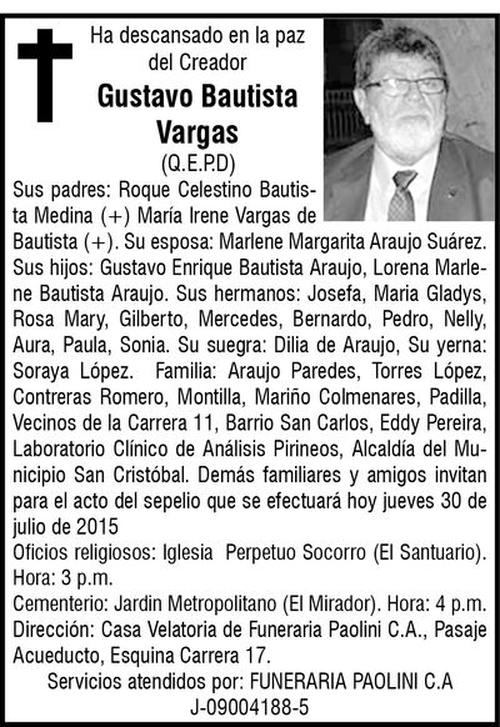 Ha descansado en la paz
del Creador
Gustavo Bautista
Vargas
(Q.E.P.D)
Sus padres: Roque Celestino Bautis-
ta Medina (+) María Irene Vargas de
Bautista (+). Su esposa: Marlene Margarita Araujo Suárez.
Sus hijos: Gustavo Enrique Bautista Araujo, Lorena Marle-
ne Bautista Araujo. Sus hermanos: Josefa, Maria Gladys,
Rosa Mary, Gilberto, Mercedes, Bernardo, Pedro, Nelly,
Aura, Paula, Sonia. Su suegra: Dilia de Araujo, Su yerna:
Soraya López. Familia: Araujo Paredes, Torres López,
Contreras Romero, Montilla, Mariño Colmenares, Padilla,
Vecinos de la Carrera 11, Barrio San Carlos, Eddy Pereira,
Laboratorio Clínico de Análisis Pirineos, Alcaldía del Mu-
nicipio San Cristóbal. Demás familiares y amigos invitan
para el acto del sepelio que se efectuará hoy jueves 30 de
julio de 2015
Oficios religiosos: Iglesia Perpetuo Socorro (El Santuario).
Hora: 3 p.m.
Cementerio: Jardin Metropolitano (El Mirador). Hora: 4 p.m.
Dirección: Casa Velatoria de Funeraria Paolini C.A., Pasaje
Acueducto, Esquina Carrera 17.
Servicios atendidos por: FUNERARIA PAOLINI C.A
J-09004188-5